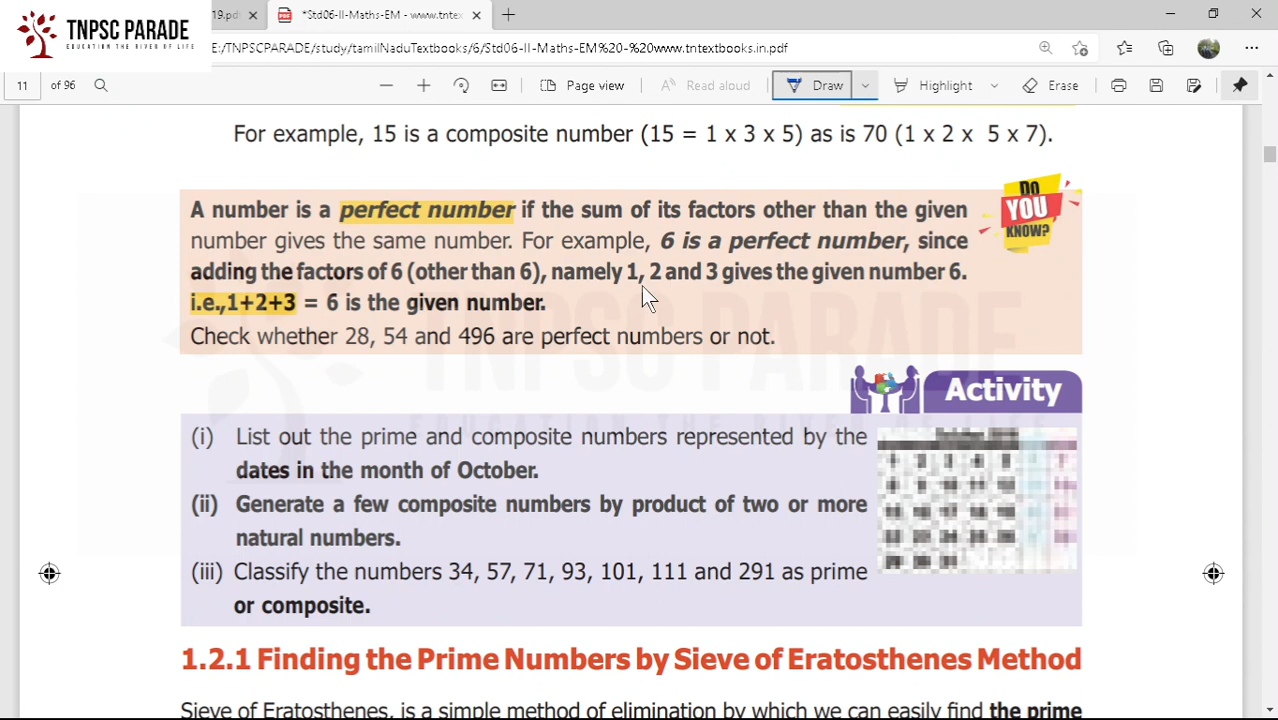 TNPSC PARADE
EDUCATION THE RIVER OF LIFE
19.pd
*Std06-II-Maths-EM - www.tntex
E:/TNPSCPARADE/study/tamilNaduTextbooks/6/Std06-II-Maths-EM%20-%20www.tntextbooks.in.pdf
11 of 96
Page view
Read aloud
Draw
Highlight
Erase
For example, 15 is a composite number (15 = 1 x 3 x 5) as is 70 (1 x 2 x 5 x 7).
DO YOU KNOW?
A number is a perfect number if the sum of its factors other than the given
number gives the same number. For example, 6 is a perfect number, since
adding the factors of 6 (other than 6), namely 1, 2 and 3 gives the given number 6.
i.e.,1+2+3 = 6 is the given number.
Check whether 28, 54 and 496 are perfect numbers or not.
TNPSC PARADE
Activity
(i) List out the prime and composite numbers represented by the
dates in the month of October.
(ii) Generate a few composite numbers by product of two or more
natural numbers.
(iii) Classify the numbers 34, 57, 71, 93, 101, 111 and 291 as prime
or composite.
1.2.1 Finding the Prime Numbers by Sieve of Eratosthenes Method
Sieve of Eratosthenes, is a simple method of elimination by which we can easily find the prime